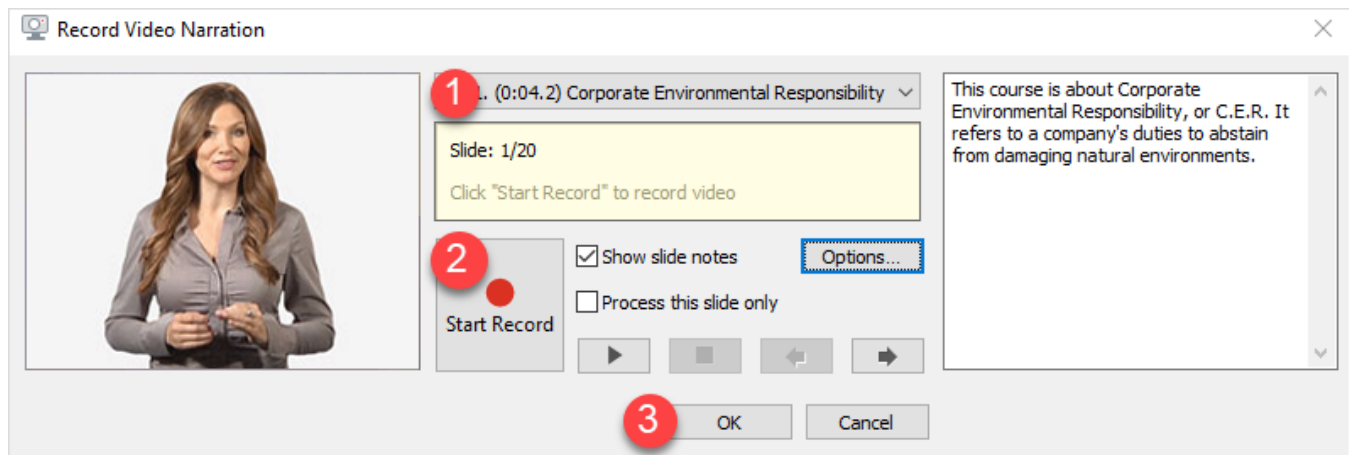 Record Video Narration
1
. (0:04.2) Corporate Environmental Responsibility
Slide: 1/20
Click "Start Record" to record video
2
Start Record
Show slide notes
Options...
Process this slide only
This course is about Corporate
Environmental Responsibility, or C.E.R. It
refers to a company's duties to abstain
from damaging natural environments.
3
OK
Cancel